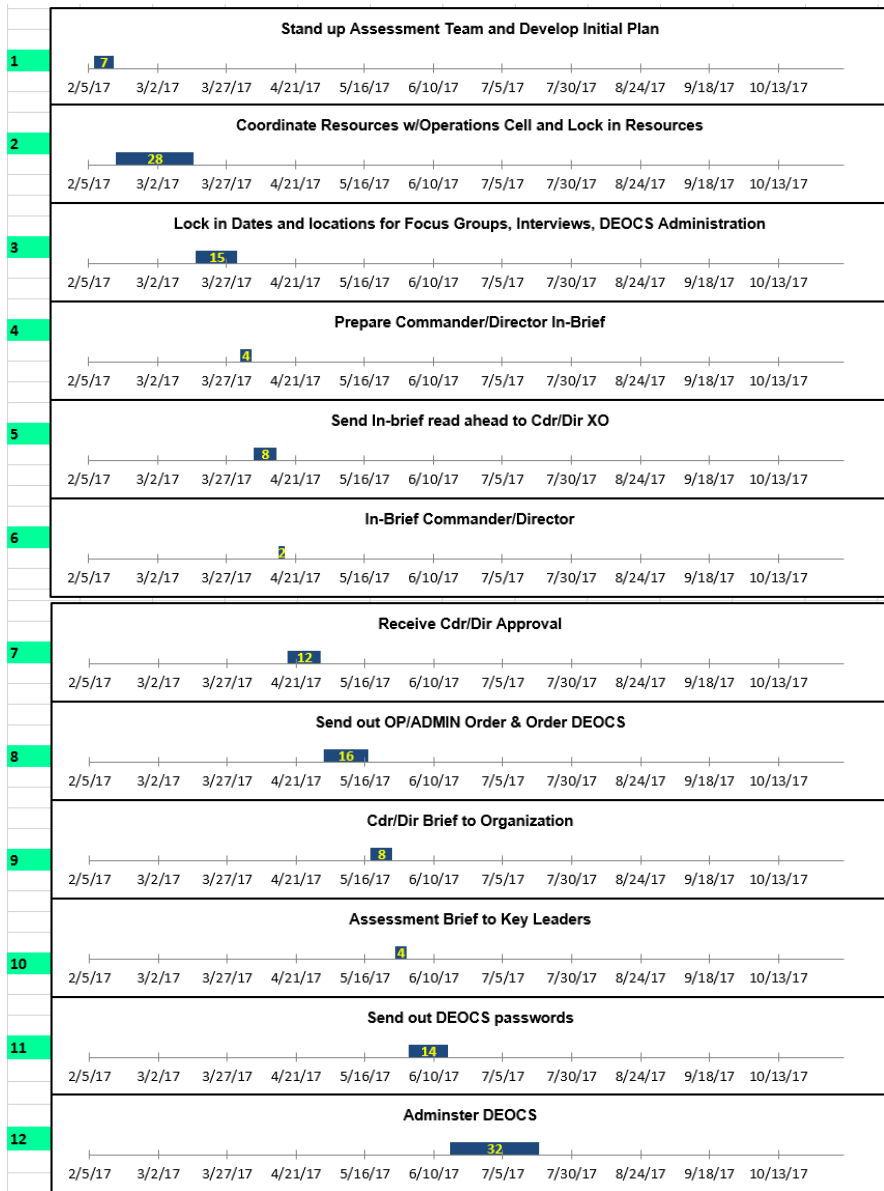 Stand up Assessment Team and Develop Initial Plan
1
7
2/5/17 3/2/17 3/27/17 4/21/17 5/16/17 6/10/17 7/5/17 7/30/17 8/24/17 9/18/17 10/13/17
Coordinate Resources w/Operations Cell and Lock in Resources
2
28
2/5/17 3/2/17 3/27/17 4/21/17 5/16/17 6/10/17 7/5/17 7/30/17 8/24/17 9/18/17 10/13/17
Lock in Dates and locations for Focus Groups, Interviews, DEOCS Administration
3
15
2/5/17 3/2/17 3/27/17 4/21/17 5/16/17 6/10/17 7/5/17 7/30/17 8/24/17 9/18/17 10/13/17
Prepare Commander/Director In-Brief
4
4
2/5/17 3/2/17 3/27/17 4/21/17 5/16/17 6/10/17 7/5/17 7/30/17 8/24/17 9/18/17 10/13/17
Send In-brief read ahead to Cdr/Dir XO
5
8
2/5/17 3/2/17 3/27/17 4/21/17 5/16/17 6/10/17 7/5/17 7/30/17 8/24/17 9/18/17 10/13/17
In-Brief Commander/Director
6
2
2/5/17 3/2/17 3/27/17 4/21/17 5/16/17 6/10/17 7/5/17 7/30/17 8/24/17 9/18/17 10/13/17
Receive Cdr/Dir Approval
7
12
2/5/17 3/2/17 3/27/17 4/21/17 5/16/17 6/10/17 7/5/17 7/30/17 8/24/17 9/18/17 10/13/17
Send out OP/ADMIN Order & Order DEOCS
8
16
2/5/17 3/2/17 3/27/17 4/21/17 5/16/17 6/10/17 7/5/17 7/30/17 8/24/17 9/18/17 10/13/17
Cdr/Dir Brief to Organization
9
8
2/5/17 3/2/17 3/27/17 4/21/17 5/16/17 6/10/17 7/5/17 7/30/17 8/24/17 9/18/17 10/13/17
Assessment Brief to Key Leaders
10
4
2/5/17 3/2/17 3/27/17 4/21/17 5/16/17 6/10/17 7/5/17 7/30/17 8/24/17 9/18/17 10/13/17
Send out DEOCS passwords
11
14
2/5/17 3/2/17 3/27/17 4/21/17 5/16/17 6/10/17 7/5/17 7/30/17 8/24/17 9/18/17 10/13/17
Adminster DEOCS
12
32
2/5/17 3/2/17 3/27/17 4/21/17 5/16/17 6/10/17 7/5/17 7/30/17 8/24/17 9/18/17 10/13/17